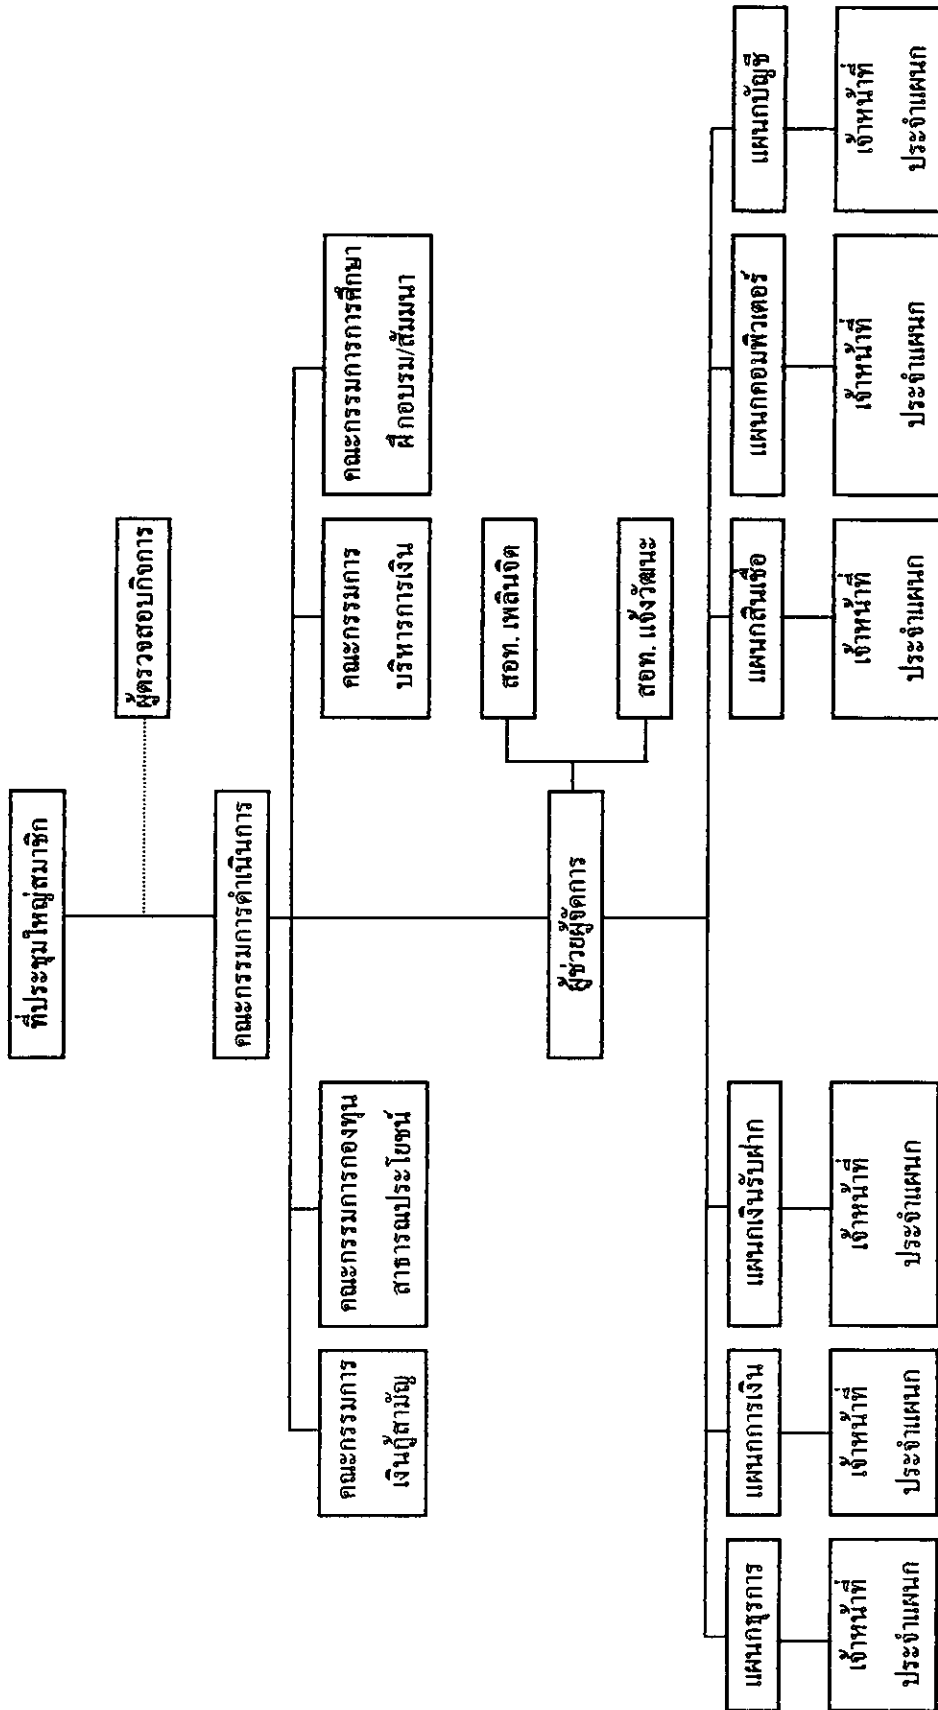 ที่ประชุมใหญ่สมาชิก
ผู้ตรวจสอบกิจการ
คณะกรรมการดำเนินการ
คณะกรรมการ
เงินกู้สามัญ
คณะกรรมการกองทุน
สาธารณประโยชน์
คณะกรรมการ
บริหารการเงิน
คณะกรรมการการศึกษา
ฝึกอบรม/สัมมนา
สอท. เพลินจิต
ผู้ช่วยผู้จัดการ
สอท. แจ้งวัฒนะ
แผนกธุรการ
แผนกการเงิน
แผนกเงินรับฝาก
แผนกสินเชื่อ
แผนกคอมพิวเตอร์
แผนกบัญชี
เจ้าหน้าที่
ประจำแผนก
เจ้าหน้าที่
ประจำแผนก
เจ้าหน้าที่
ประจำแผนก
เจ้าหน้าที่
ประจำแผนก
เจ้าหน้าที่
ประจำแผนก
เจ้าหน้าที่
ประจำแผนก